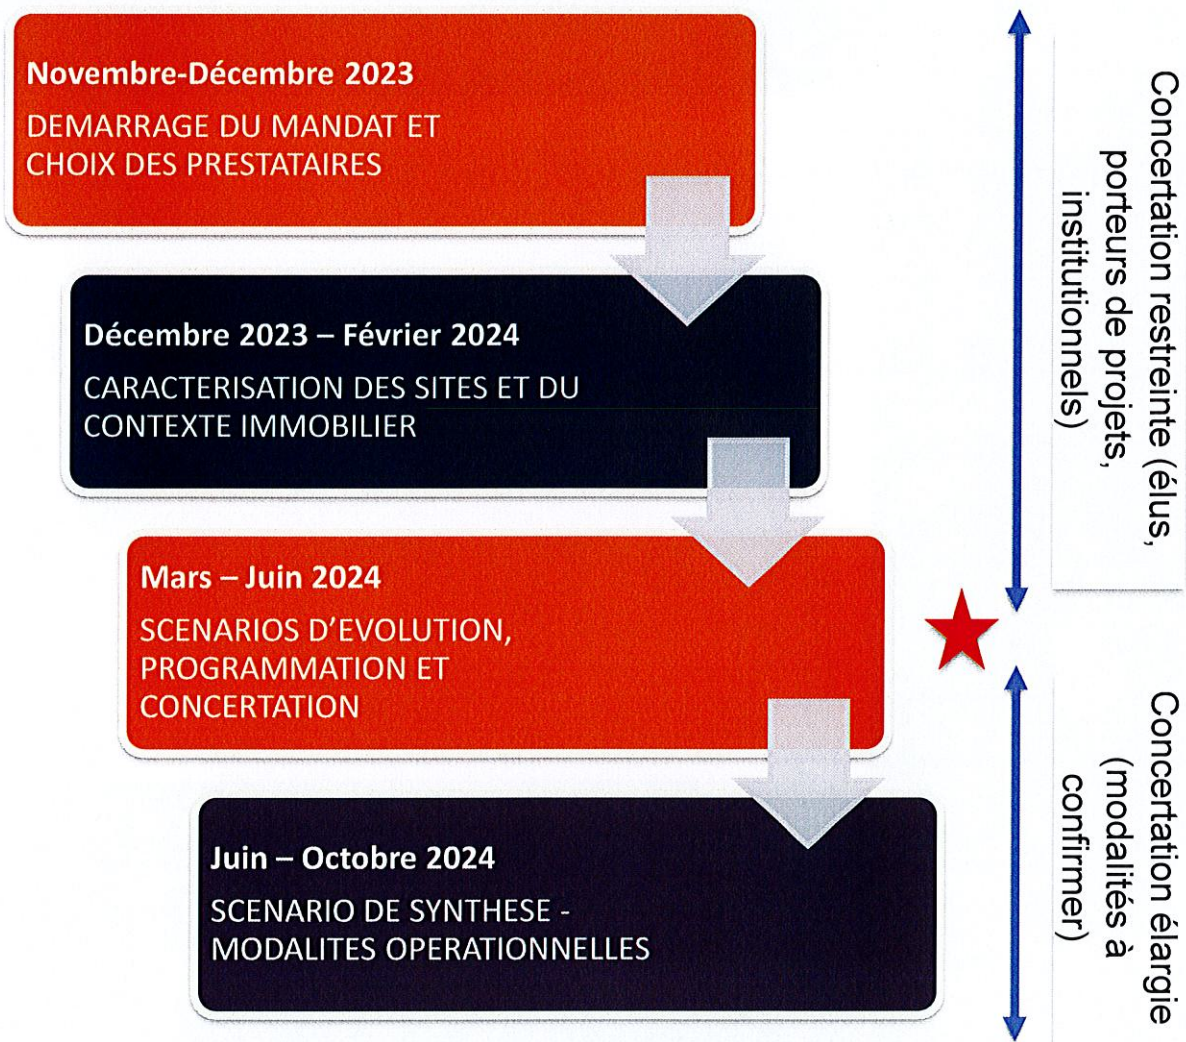 Novembre-Décembre 2023
DEMARRAGE DU MANDAT ET
CHOIX DES PRESTATAIRES
Décembre 2023 – Février 2024
CARACTERISATION DES SITES ET DU
CONTEXTE IMMOBILIER
Mars – Juin 2024
SCENARIOS D'EVOLUTION,
PROGRAMMATION ET
CONCERTATION
Juin – Octobre 2024
SCENARIO DE SYNTHESE -
MODALITES OPERATIONNELLES
Concertation restreinte (élus,
porteurs de projets,
institutionnels)
Concertation élargie
(modalités à
confirmer)